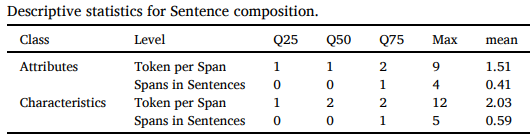 Descriptive statistics for Sentence composition.
Class Level Q25 Q50 Q75 Max mean
Attributes Token per Span 1 1 2 9 1.51
Spans in Sentences 0 0 1 4 0.41
Characteristics Token per Span 1 2 2 12 2.03
Spans in Sentences 0 0 1 5 0.59